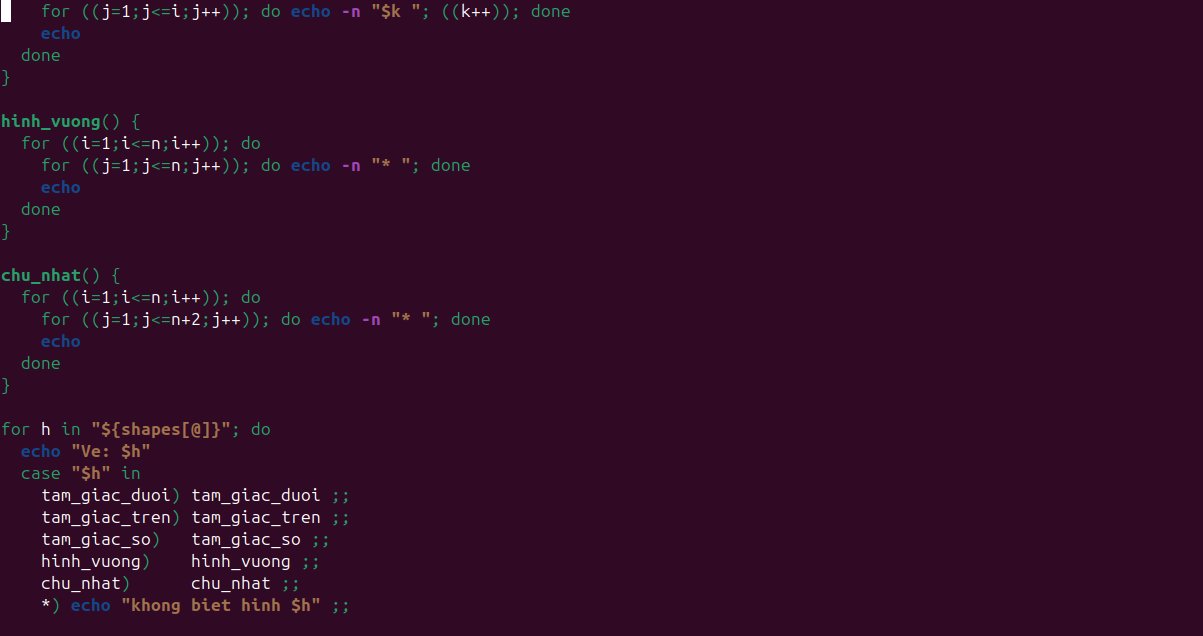 for ((j=1;j<=i;j++)); do echo -n "$k "; ((k++)); done
    echo
  done
}

hinh_vuong() {
  for ((i=1;i<=n;i++)); do
    for ((j=1;j<=n;j++)); do echo -n "* "; done
    echo
  done
}

chu_nhat() {
  for ((i=1;i<=n;i++)); do
    for ((j=1;j<=n+2;j++)); do echo -n "* "; done
    echo
  done
}

for h in "${shapes[@]}"; do
  echo "Ve: $h"
  case "$h" in
    tam_giac_duoi) tam_giac_duoi ;;
    tam_giac_tren) tam_giac_tren ;;
    tam_giac_so)   tam_giac_so ;;
    hinh_vuong)    hinh_vuong ;;
    chu_nhat)      chu_nhat ;;
    *) echo "khong biet hinh $h" ;;